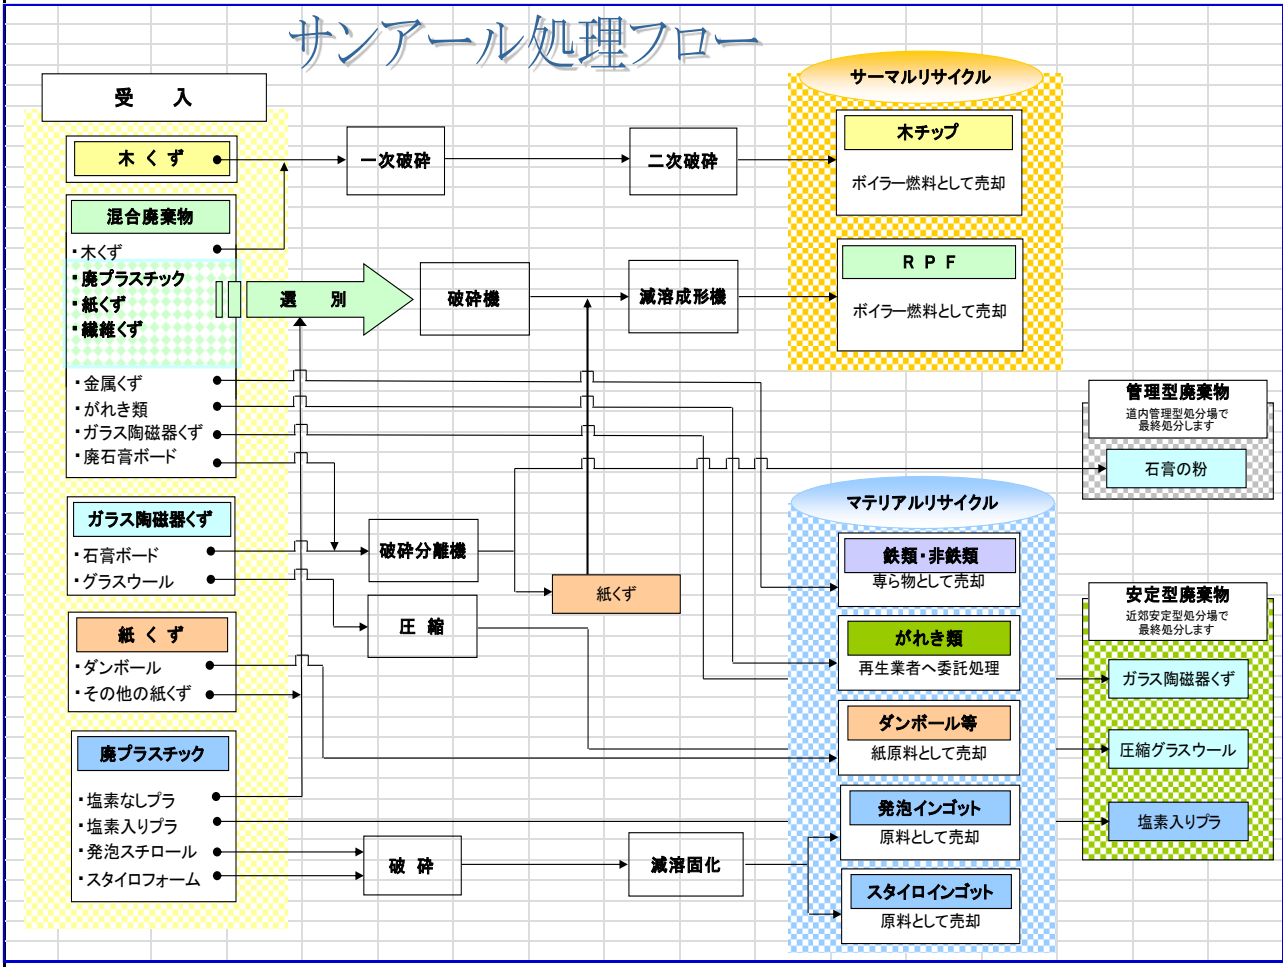 サンアール処理フロー
受 入
木 く ず
混合廃棄物
・木くず
・廃プラスチック
・紙くず
・繊維くず
・金属くず
・がれき類
・ガラス陶磁器くず
・廃石膏ボード
ガラス陶磁器くず
・石膏ボード
・グラスウール
紙 く ず
・ダンボール
・その他の紙くず
廃プラスチック
・塩素なしプラ
・塩素入りプラ
・発泡スチロール
・スタイロフォーム
一次破砕
二次破砕
選 別
破砕機
減溶成形機
破砕分離機
圧 縮
紙くず
破 砕
減溶固化
サーマルリサイクル
木チップ
ボイラー燃料として売却
R P F
ボイラー燃料として売却
マテリアルリサイクル
鉄類・非鉄類
専ら物として売却
がれき類
再生業者へ委託処理
ダンボール等
紙原料として売却
発泡インゴット
原料として売却
スタイロインゴット
原料として売却
管理型廃棄物
道内管理型処分場で
最終処分します
石膏の粉
安定型廃棄物
近郊安定型処分場で
最終処分します
ガラス陶磁器くず
圧縮グラスウール
塩素入りプラ